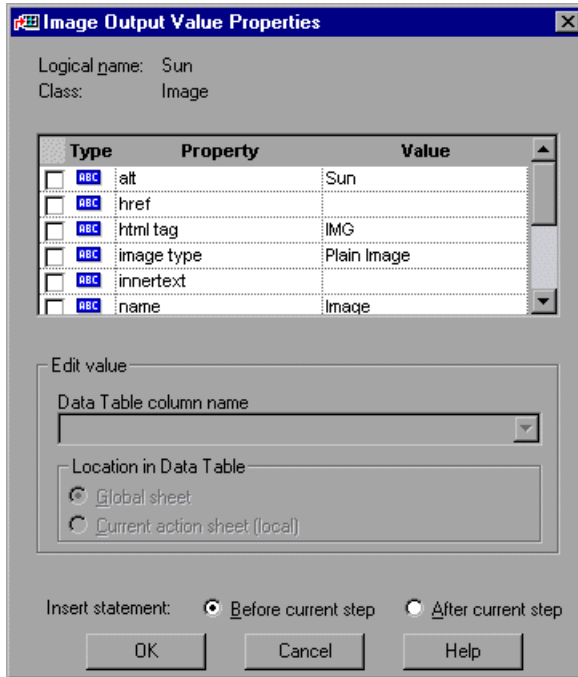 Image Output Value Properties
Logical name: Sun
Class: Image
Type Property Value
ABC alt Sun
ABC href
ABC html tag IMG
ABC image type Plain Image
ABC innertext
ABC name Image
Edit value
Data Table column name
Location in Data Table
Global sheet
Current action sheet (local)
Insert statement: Before current step After current step
OK Cancel Help